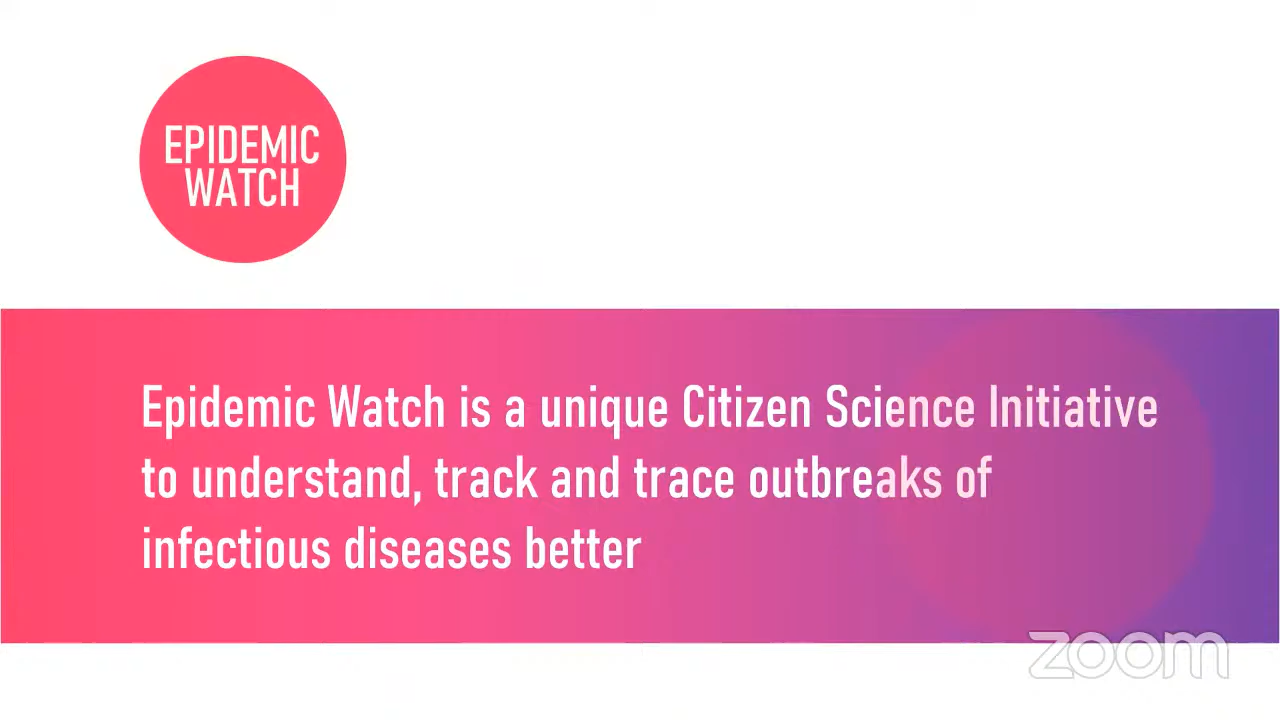 EPIDEMIC
WATCH
Epidemic Watch is a unique Citizen Science Initiative
to understand, track and trace outbreaks of
infectious diseases better
zoom